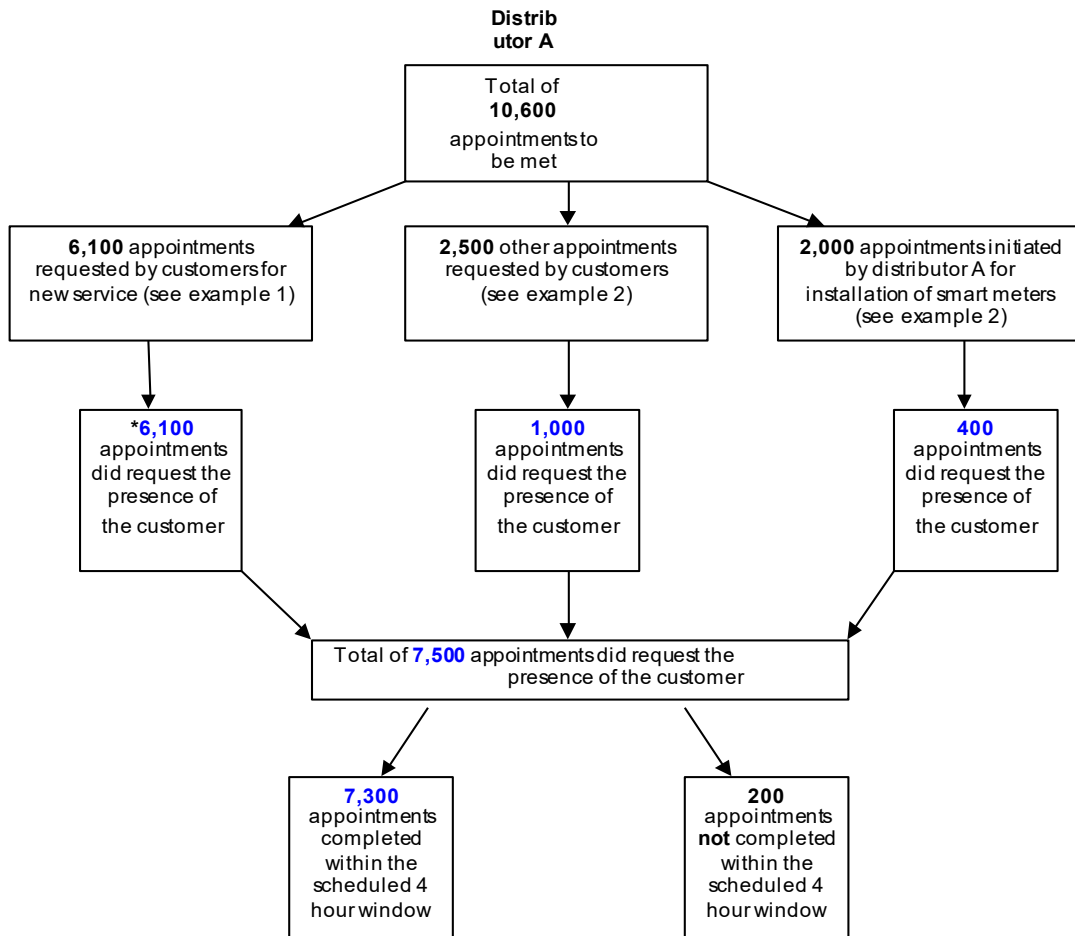 Distrib
utor A
Total of
10,600
appointments to
be met
6,100 appointments
requested by customers for
new service (see example 1)
2,500 other appointments
requested by customers
(see example 2)
2,000 appointments initiated
by distributor A for
installation of smart meters
(see example 2)
*6,100
appointments
did request the
presence of
the customer
1,000
appointments
did request the
presence of
the customer
400
appointments
did request the
presence of
the customer
Total of 7,500 appointments did request the
presence of the customer
7,300
appointments
completed
within the
scheduled 4
hour window
200
appointments
not completed
within the
scheduled 4
hour window